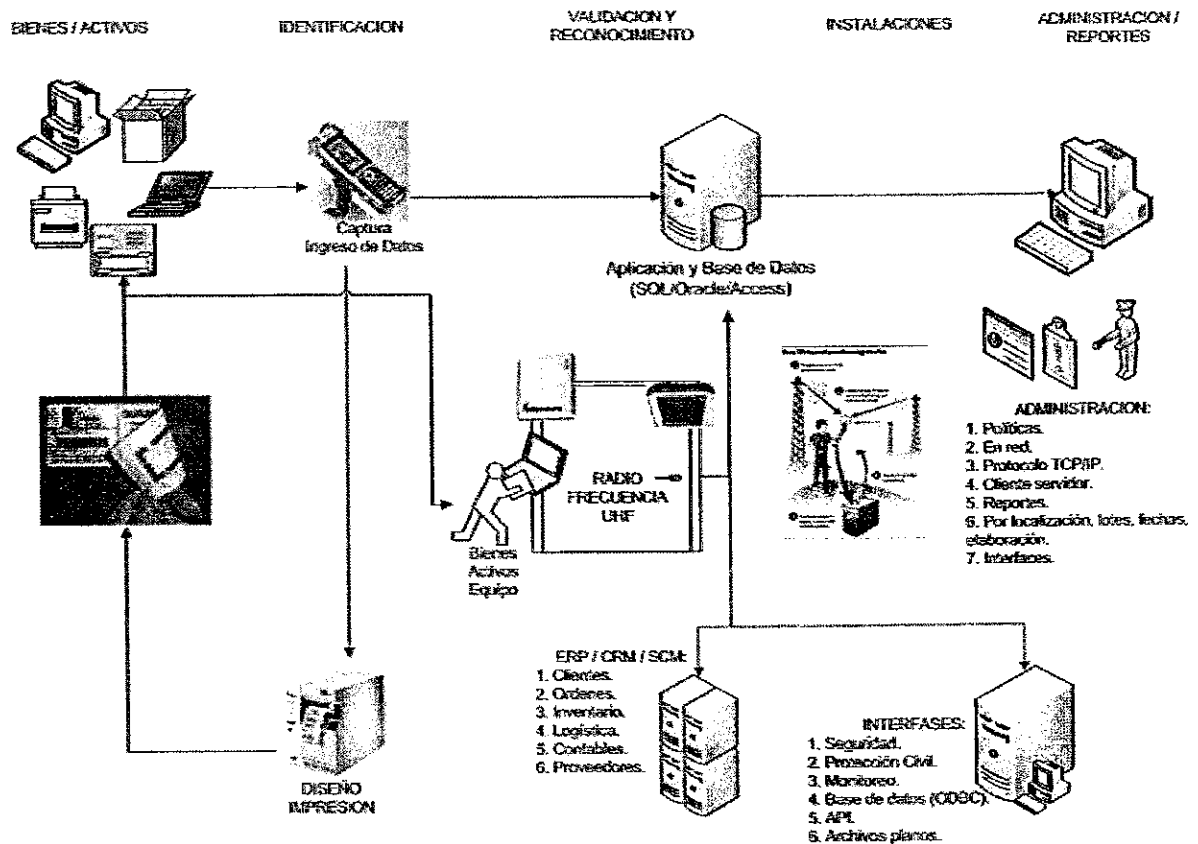 BIENES / ACTIVOS
IDENTIFICACION
VALIDACION Y
RECONOCIMIENTO
INSTALACIONES
ADMINISTRACION /
REPORTES
Captura
Ingreso de Datos
Aplicación y Base de Datos
(SQL/Oracle/Access)
RADIO
FRECUENCIA
UHF
Bienes
Activos
Equipo
ADMINISTRACION:
1. Políticas.
2. En red.
3. Protocolo TCP/IP.
4. Cliente servidor.
5. Reportes.
6. Por localización, lotes, fechas,
elaboración.
7. Interfaces.
DISEÑO
IMPRESION
ERP / CRM / SCM:
1. Clientes.
2. Ordenes.
3. Inventario.
4. Logística.
5. Contables.
6. Proveedores.
INTERFASES:
1. Seguridad.
2. Protección Civil.
3. Monitoreo.
4. Base de datos (ODBC).
5. API.
6. Archivos planos.